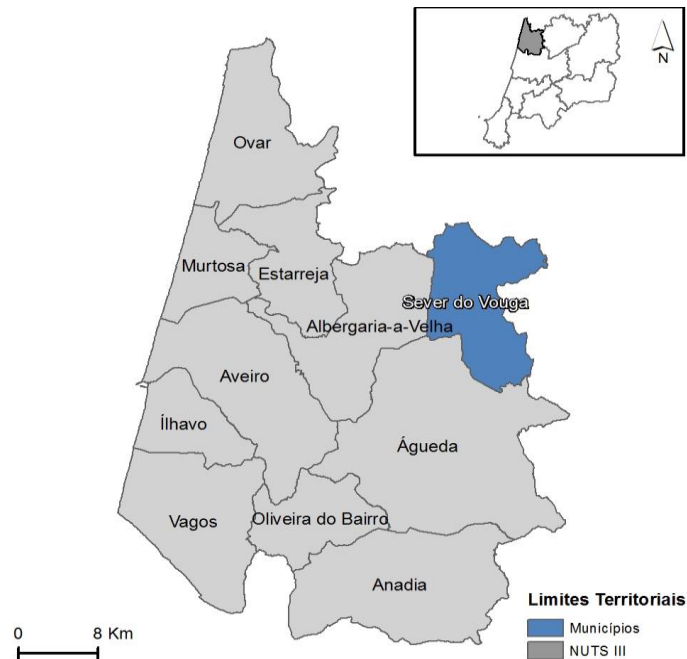 N
Ovar
Murtosa
Estarreja
Sever do Vouga
Albergaria-a-Velha
Aveiro
Ílhavo
Águeda
Vagos
Oliveira do Bairro
Anadia
Limites Territoriais
Municípios
NUTS III
0 8 Km